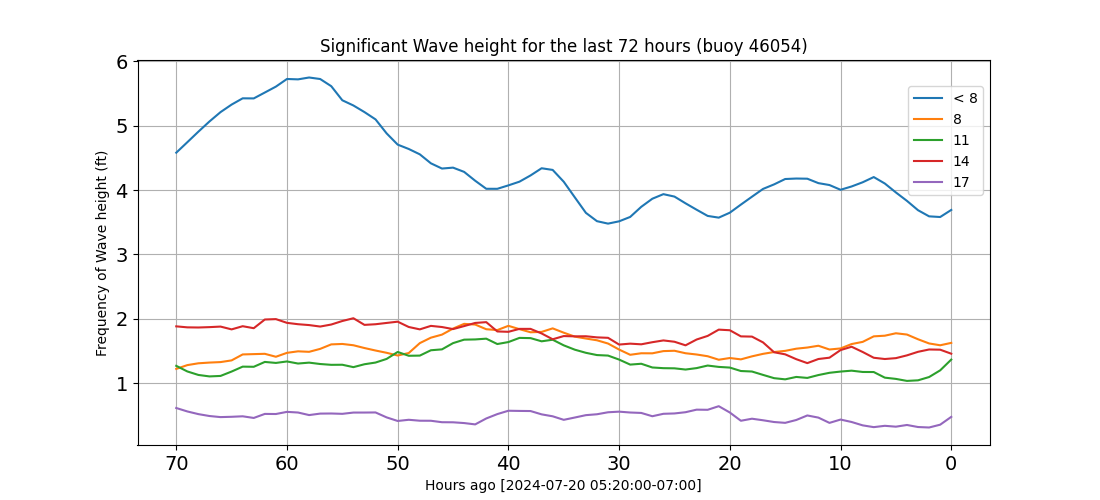 Significant Wave height for the last 72 hours (buoy 46054)
6
5
4
3
2
1
Frequency of Wave height (ft)
< 8
8
11
14
17
70 60 50 40 30 20 10 0
Hours ago [2024-07-20 05:20:00-07:00]